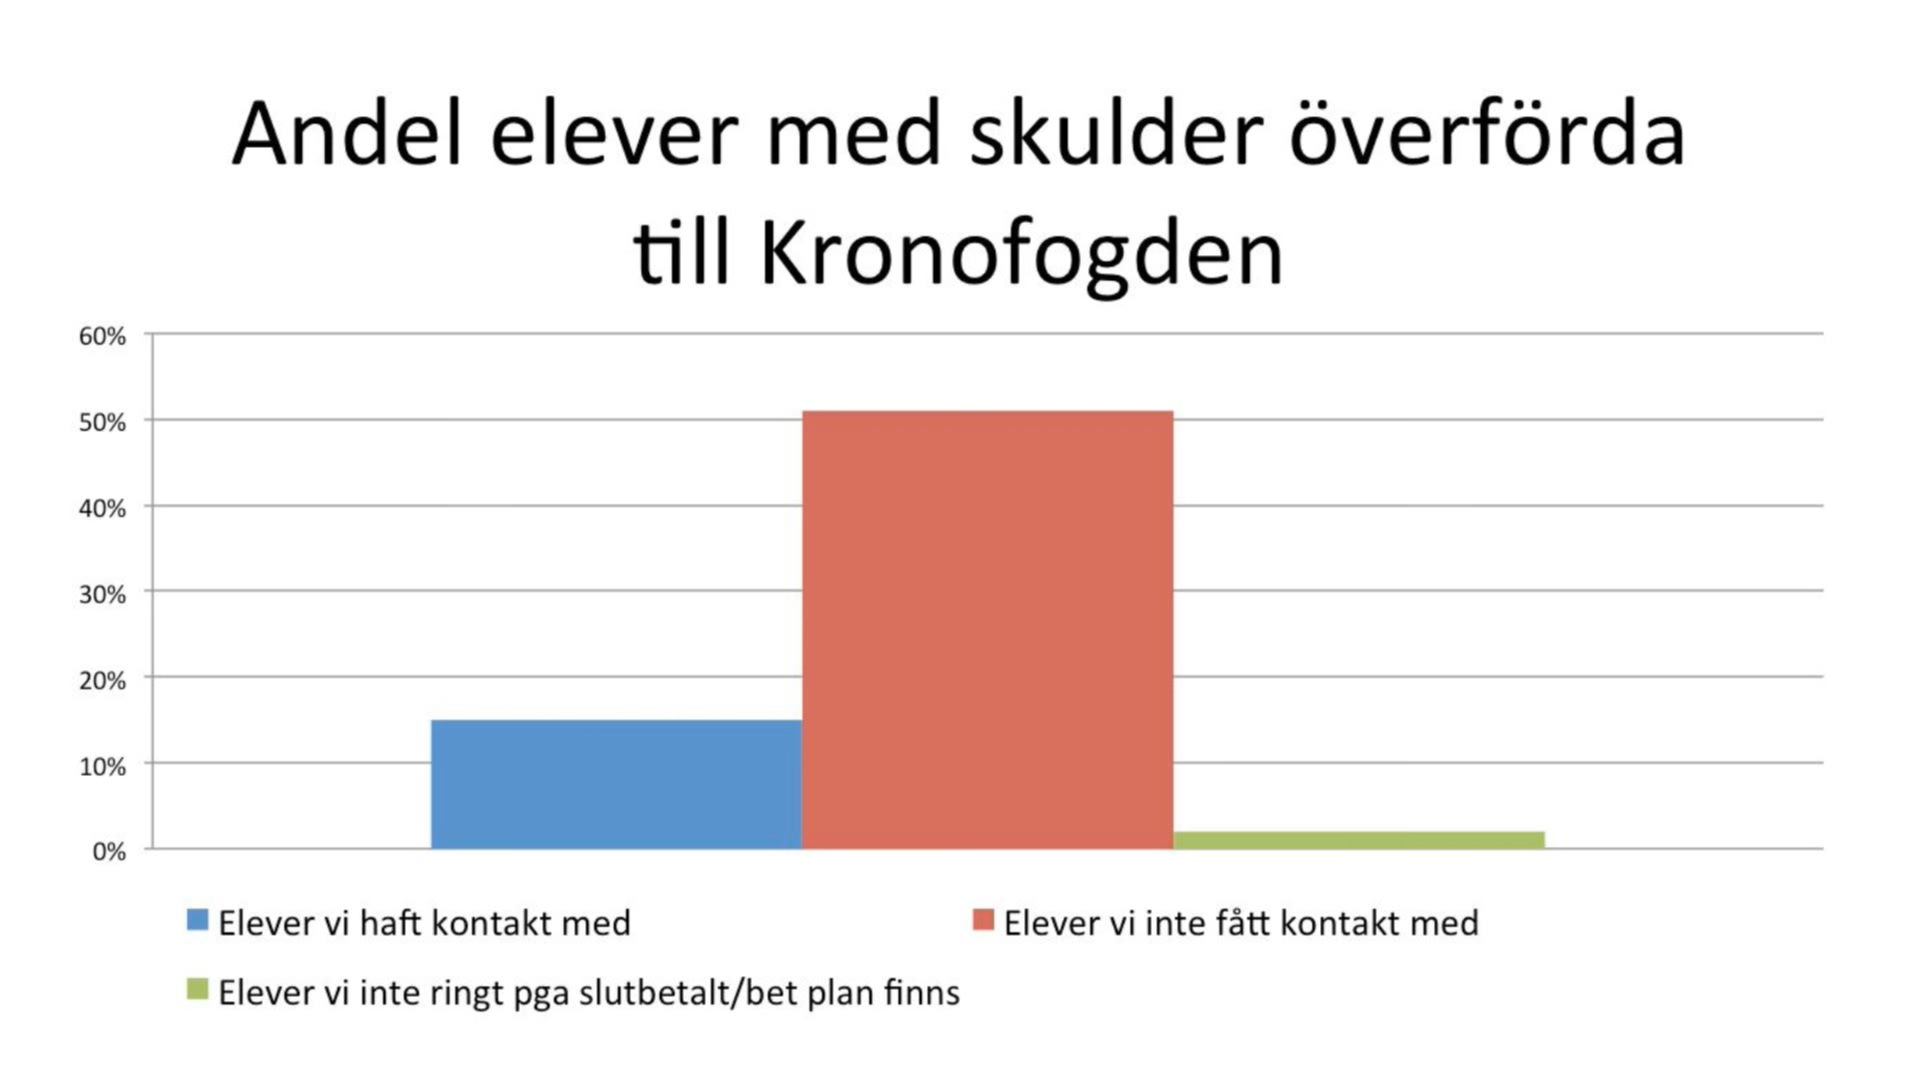 Andel elever med skulder överförda
till Kronofogden
60%
50%
40%
30%
20%
10%
0%
Elever vi haft kontakt med
Elever vi inte fått kontakt med
Elever vi inte ringt pga slutbetalt/bet plan finns